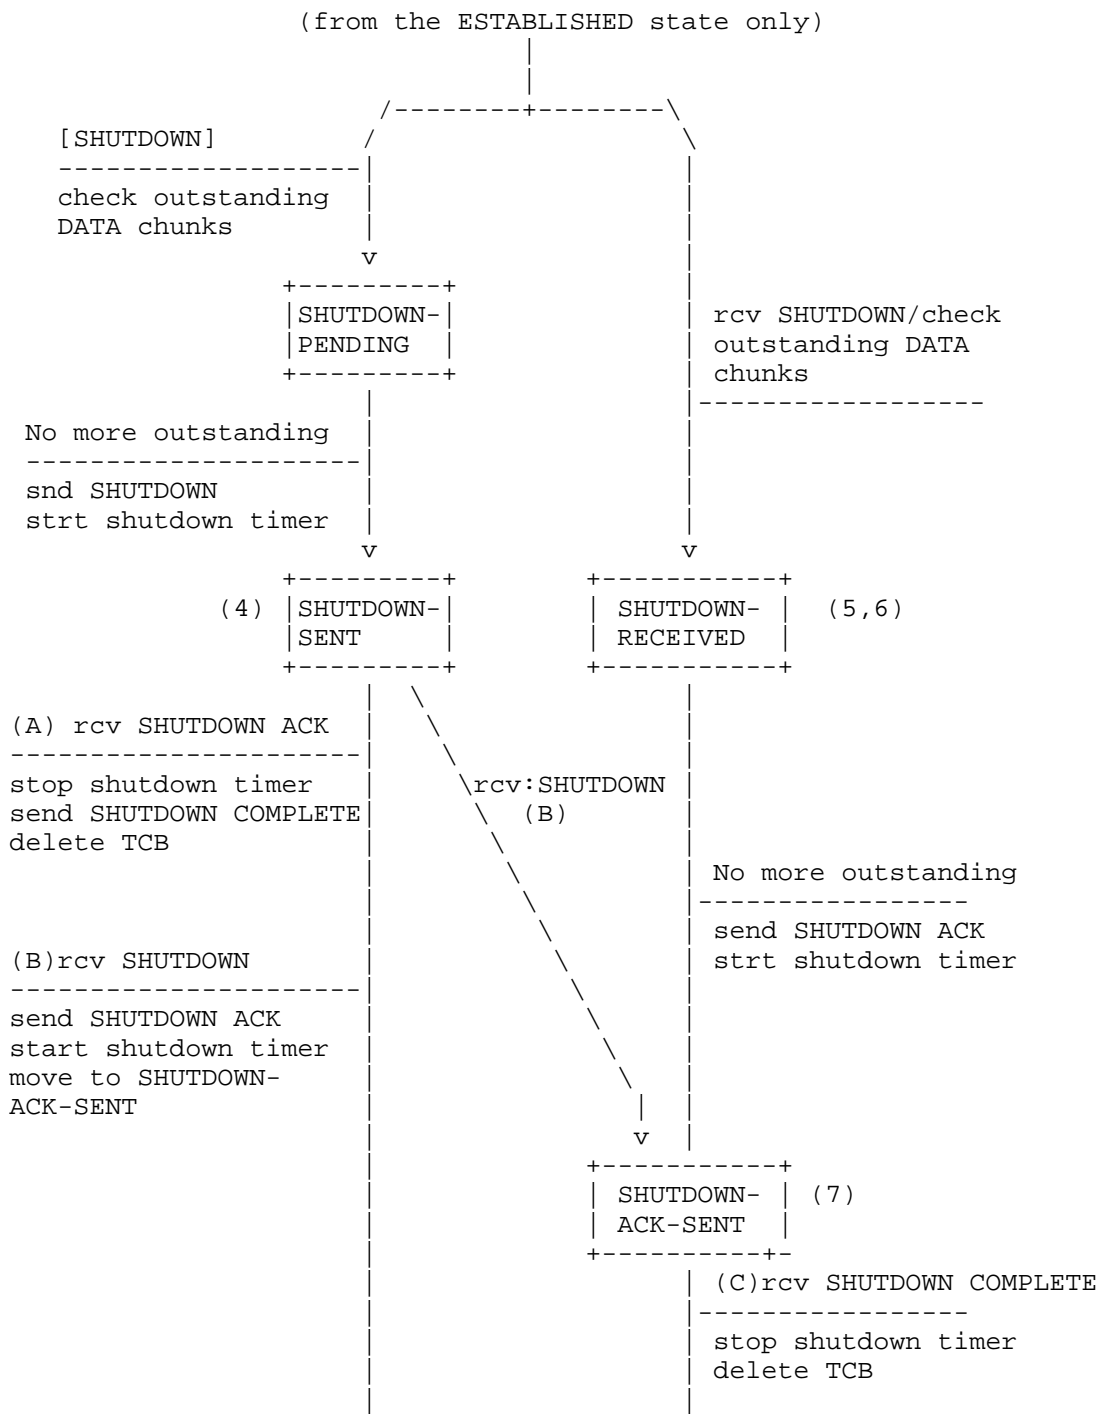 (from the ESTABLISHED state only)
|
|
/--------+--------\
[SHUTDOWN]         /                   \
-------------------|                   |
check outstanding  |                   |
DATA chunks        |                   |
v                   |
+---------+              |
|SHUTDOWN-|              | rcv SHUTDOWN/check
|PENDING  |              | outstanding DATA
+---------+              | chunks
|                   |------------------
No more outstanding  |                   |
---------------------|                   |
snd SHUTDOWN         |                   |
strt shutdown timer  |                   |
v                   v
+---------+        +-----------+
(4) |SHUTDOWN-|        | SHUTDOWN- |  (5,6)
|SENT     |        | RECEIVED  |
+---------+        +-----------+
|  \                |
(A) rcv SHUTDOWN ACK  |   \               |
----------------------|    \              |
stop shutdown timer   |     \rcv:SHUTDOWN |
send SHUTDOWN COMPLETE|      \  (B)       |
delete TCB            |       \           |
|        \          | No more outstanding
|         \         |-----------------
|          \        | send SHUTDOWN ACK
(B)rcv SHUTDOWN       |           \       | strt shutdown timer
----------------------|            \      |
send SHUTDOWN ACK     |             \     |
start shutdown timer  |              \    |
move to SHUTDOWN-     |               \   |
ACK-SENT              |                |  |
|                v  |
|             +-----------+
|             | SHUTDOWN- | (7)
|             | ACK-SENT  |
|             +----------+-
|                   | (C)rcv SHUTDOWN COMPLETE
|                   |-----------------
|                   | stop shutdown timer
|                   | delete TCB
|                   |